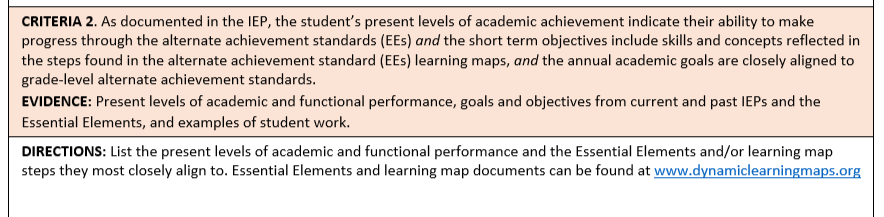 CRITERIA 2. As documented in the IEP, the student’s present levels of academic achievement indicate their ability to make
progress through the alternate achievement standards (EEs) and the short term objectives include skills and concepts reflected in
the steps found in the alternate achievement standard (EEs) learning maps, and the annual academic goals are closely aligned to
grade-level alternate achievement standards.
EVIDENCE: Present levels of academic and functional performance, goals and objectives from current and past IEPs and the
Essential Elements, and examples of student work.
DIRECTIONS: List the present levels of academic and functional performance and the Essential Elements and/or learning map
steps they most closely align to. Essential Elements and learning map documents can be found at www.dynamiclearningmaps.org